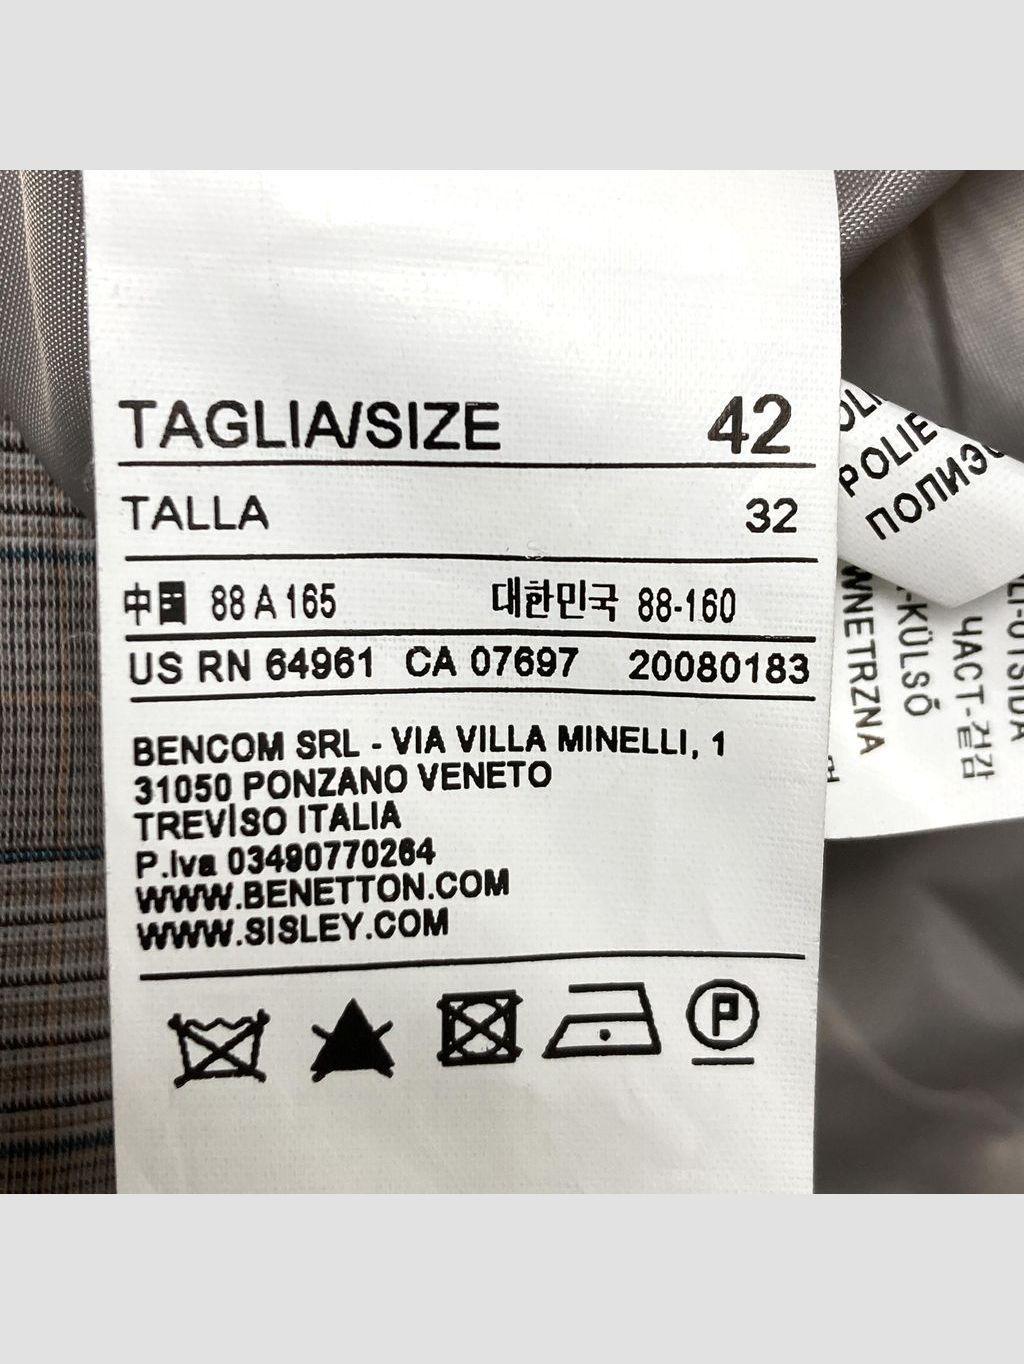 TAGLIA/SIZE 42
TALLA 32
中国 88 A 165 대한민국 88-160
US RN 64961 CA 07697 20080183
BENCOM SRL - VIA VILLA MINELLI, 1
31050 PONZANO VENETO
TREVISO ITALIA
P.Iva 03490770264
WWW.BENETTON.COM
WWW.SISLEY.COM
P
POLIE
ПОЛИЭ
WNETRZNA
-KÜLSŐ
ЧАСТ-겉감